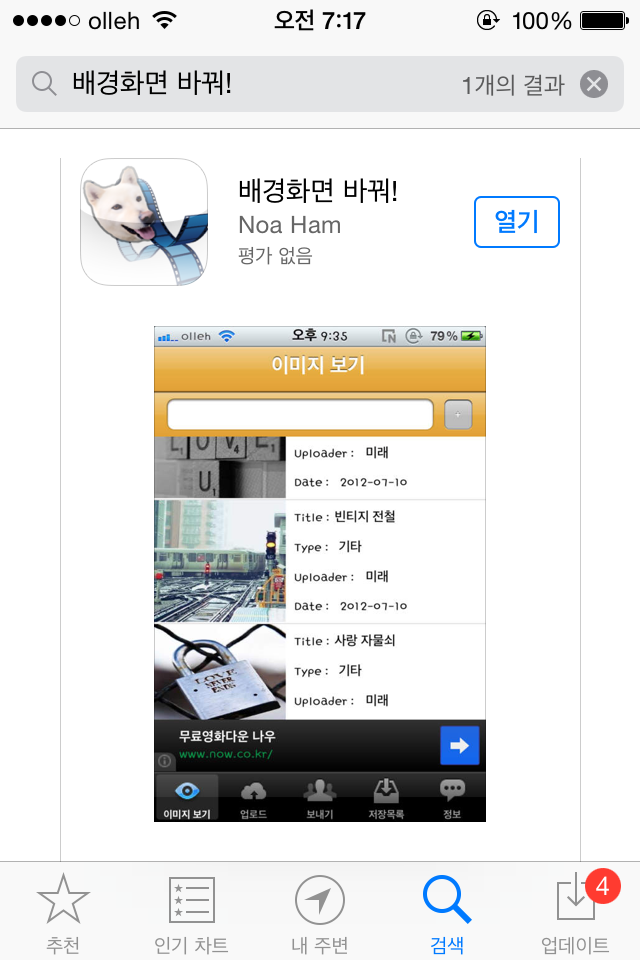 olleh 오전 7:17 100%
배경화면 바꿔! 1개의 결과
배경화면 바꿔!
Noa Ham
평가 없음
열기
olleh 오후 9:35 79%
이미지 보기
LOVE
U
Uploader : 미래
Date : 2012-07-10
Title : 빈티지 전철
Type : 기타
Uploader : 미래
Date : 2012-07-10
Title : 사랑 자물쇠
Type : 기타
Uploader : 미래
LOVE
NEVER
ENDS
무료영화다운 나우
www.now.co.kr/
이미지 보기 업로드 보내기 저장목록 정보
4
추천 인기 차트 내 주변 검색 업데이트